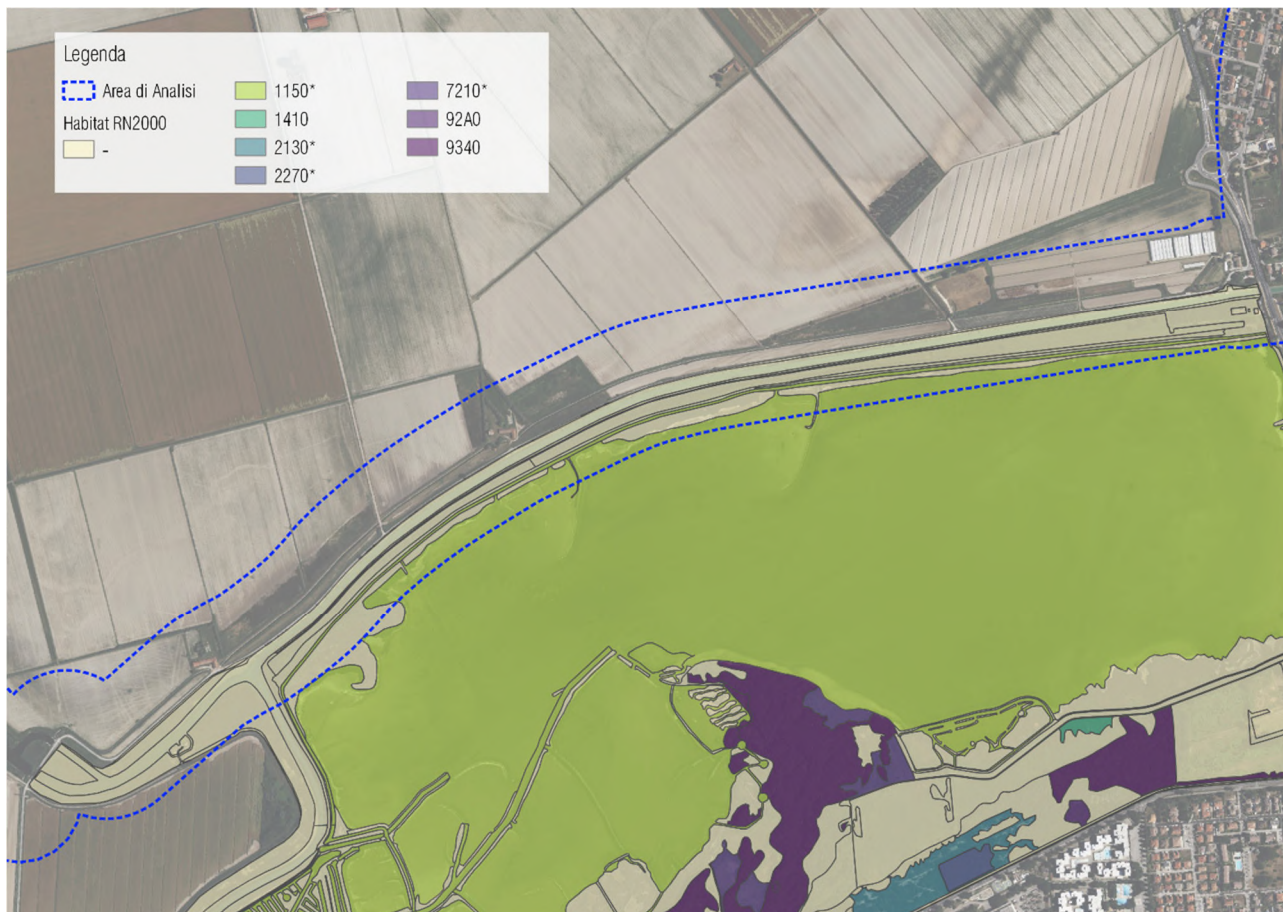 Legenda
Area di Analisi
Habitat RN2000
-
1150*
1410
2130*
2270*
7210*
92A0
9340